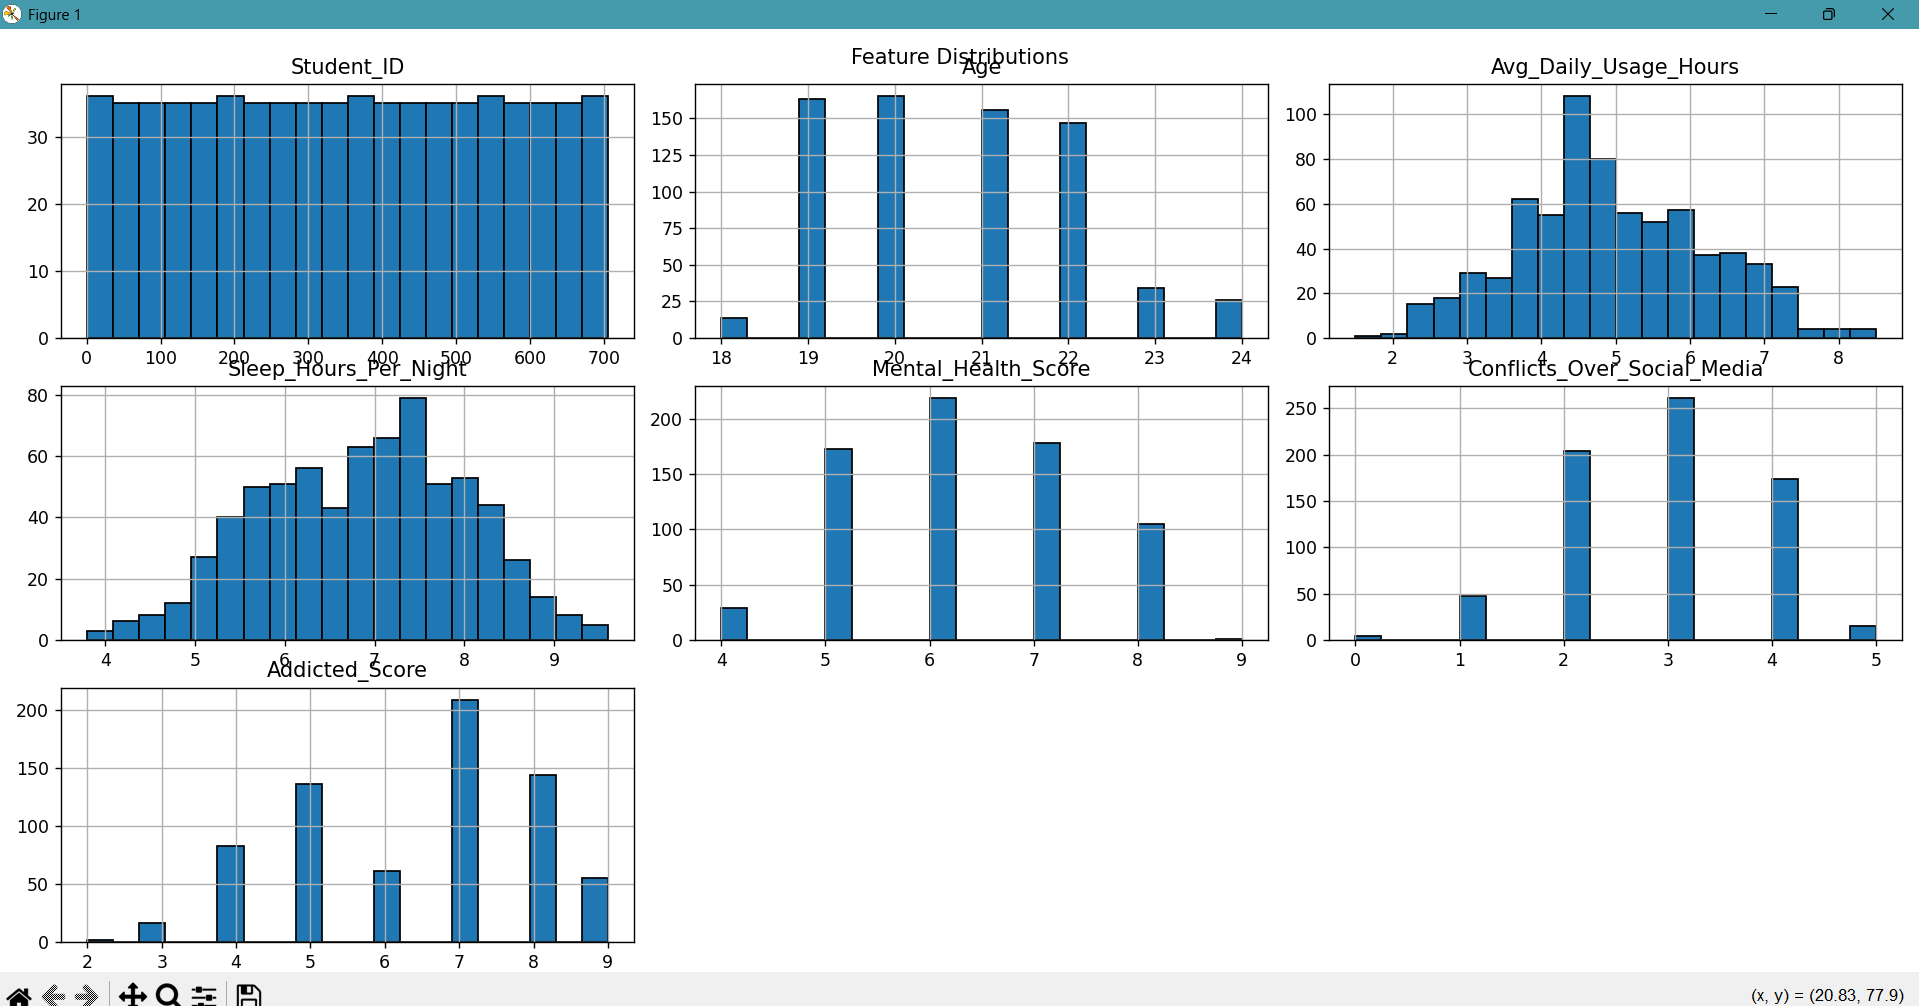 Figure 1
Feature Distributions
Student_ID
30
20
10
0
0 100 200 300 400 500 600 700
Age
150
125
100
75
50
25
0
18 19 20 21 22 23 24
Avg_Daily_Usage_Hours
100
80
60
40
20
0
2 3 4 5 6 7 8
Sleep_Hours_Per_Night
80
60
40
20
0
4 5 6 7 8 9
Mental_Health_Score
200
150
100
50
0
4 5 6 7 8 9
Conflicts_Over_Social_Media
250
200
150
100
50
0
0 1 2 3 4 5
Addicted_Score
200
150
100
50
0
2 3 4 5 6 7 8 9
(x, y) = (20.83, 77.9)